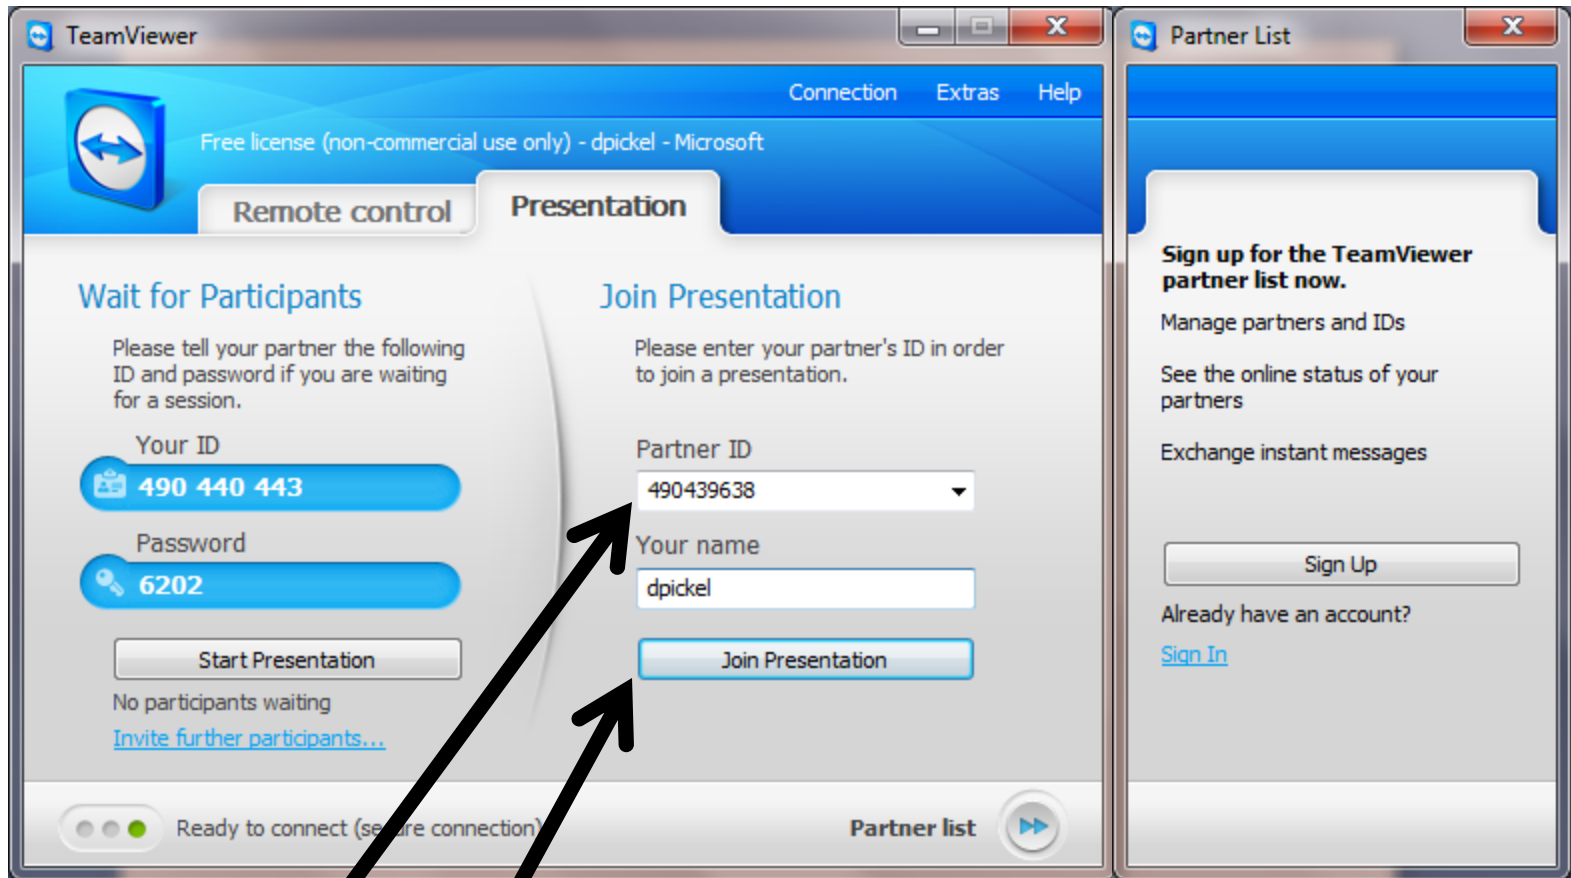 TeamViewer
Connection Extras Help
Free license (non-commercial use only) - dpickel - Microsoft
Remote control Presentation
Wait for Participants
Please tell your partner the following
ID and password if you are waiting
for a session.
Your ID
490 440 443
Password
6202
Start Presentation
No participants waiting
Invite further participants...
Join Presentation
Please enter your partner's ID in order
to join a presentation.
Partner ID
490439638
Your name
dpickel
Join Presentation
Ready to connect (secure connection)
Partner list
Partner List
Sign up for the TeamViewer
partner list now.
Manage partners and IDs
See the online status of your
partners
Exchange instant messages
Sign Up
Already have an account?
Sign In